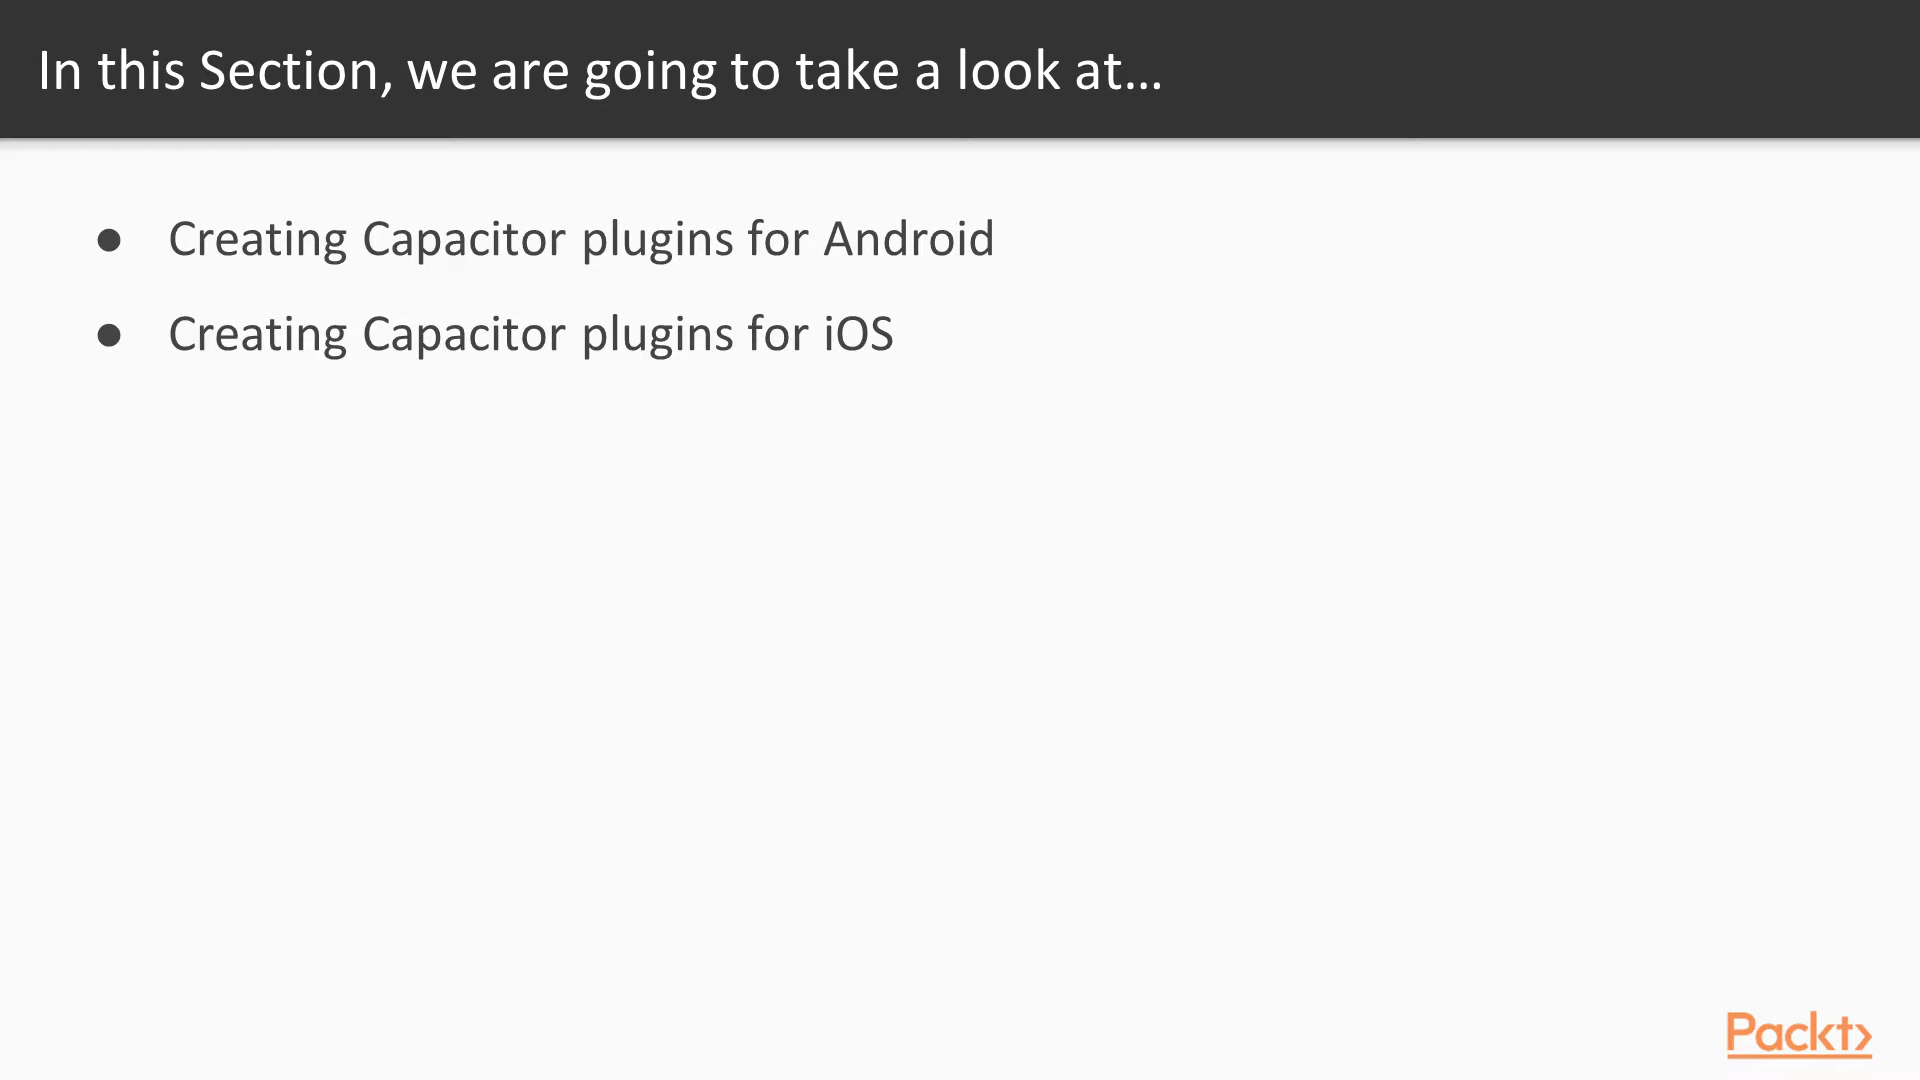 In this Section, we are going to take a look at...
● Creating Capacitor plugins for Android
● Creating Capacitor plugins for iOS
Packt>